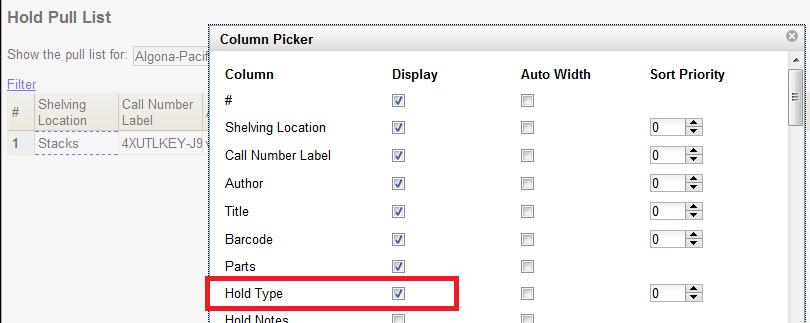 Hold Pull List
Show the pull list for: Algona-Pacif
Filter
# Shelving Location Call Number Label
1 Stacks 4XUTLKEY-J9
Column Picker
Column Display Auto Width Sort Priority
#
Shelving Location 0
Call Number Label 0
Author 0
Title 0
Barcode 0
Parts
Hold Type 0
Hold Notes